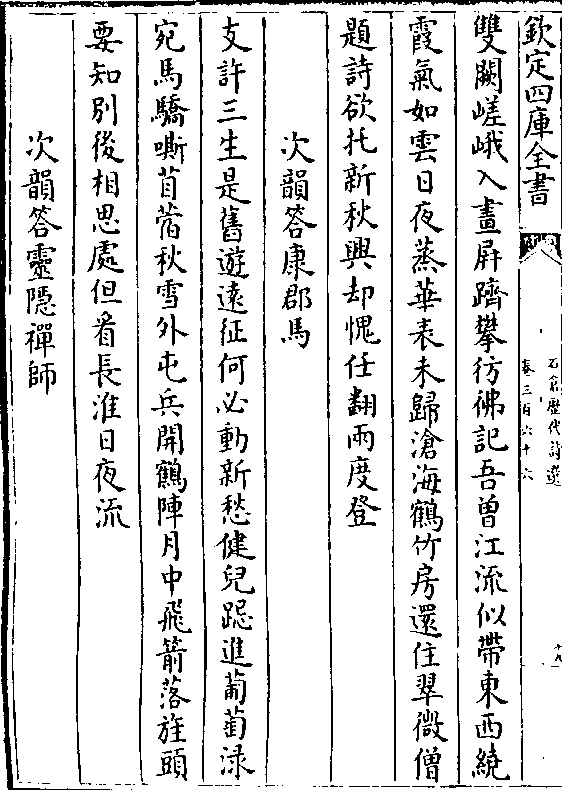 欽定四庫全書
石倉歷代詩選
卷三百六十六
十九
雙闕嵯峨入畫屏躋攀彷彿記吾曾江流似帶東西繞
霞氣如雲日夜蒸華表未歸滄海鶴竹房還住翠微僧
題詩欲托新秋興却愧任翻兩度登
次韻答康郡馬
支許三生是舊遊遠征何必動新愁健兒跽進葡萄淥
宛馬驕嘶苜蓿秋雪外屯兵開鶴陣月中飛箭落旌頭
要知別後相思處但看長淮日夜流
次韻答靈隱禪師